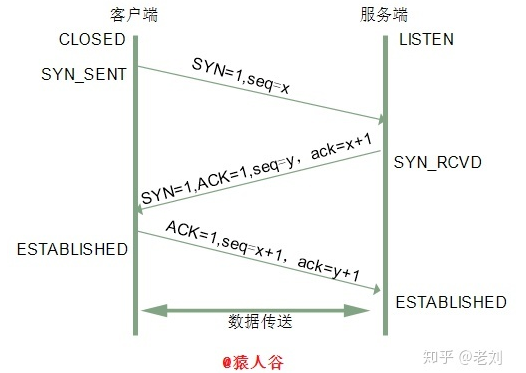 客户端
服务端
CLOSED
LISTEN
SYN_SENT
SYN=1,seq=x
SYN_RCVD
SYN=1,ACK=1,seq=y，ack=x+1
ESTABLISHED
ACK=1,seq=x+1，ack=y+1
ESTABLISHED
数据传送
@猿人谷
知乎 @老刘